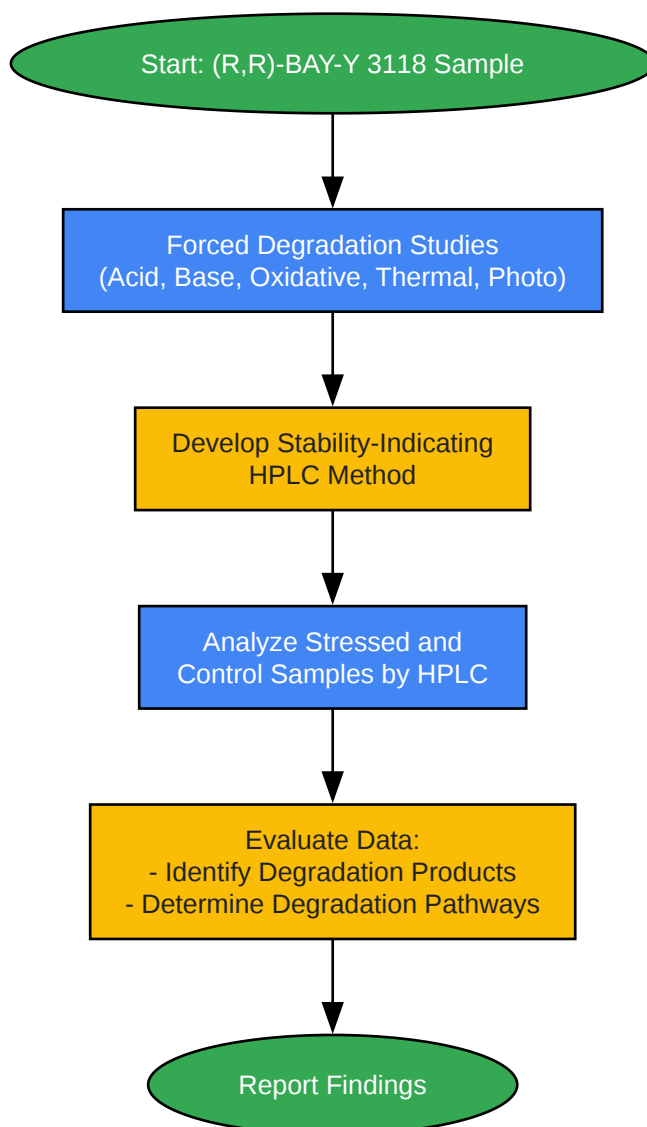 Start: (R,R)-BAY-Y 3118 Sample
Forced Degradation Studies
(Acid, Base, Oxidative, Thermal, Photo)
Develop Stability-Indicating
HPLC Method
Analyze Stressed and
Control Samples by HPLC
Evaluate Data:
- Identify Degradation Products
- Determine Degradation Pathways
Report Findings